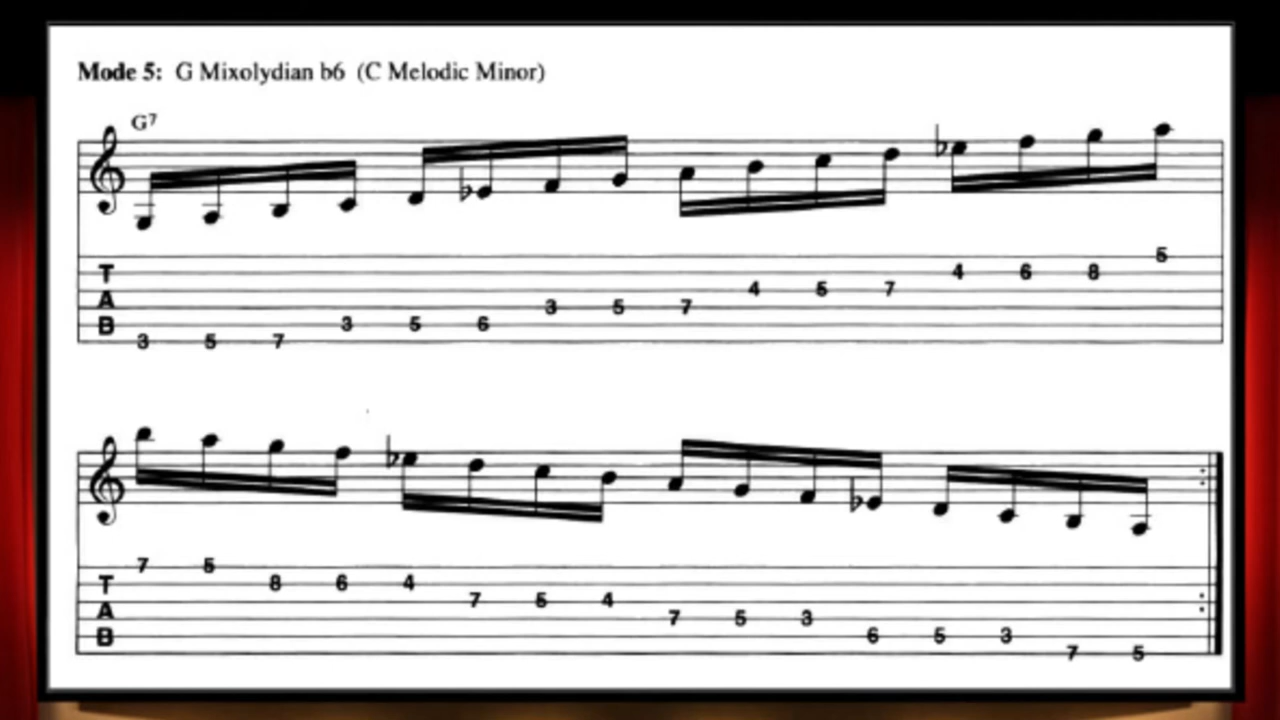 Mode 5: G Mixolydian b6 (C Melodic Minor)
G7
5
4 6 8
4 5 7
3 5 7
3 5 6
3 5 7
T
A
B
7 5
8 6 4
7 5 4
7 5 3
6 5 3
7 5
T
A
B